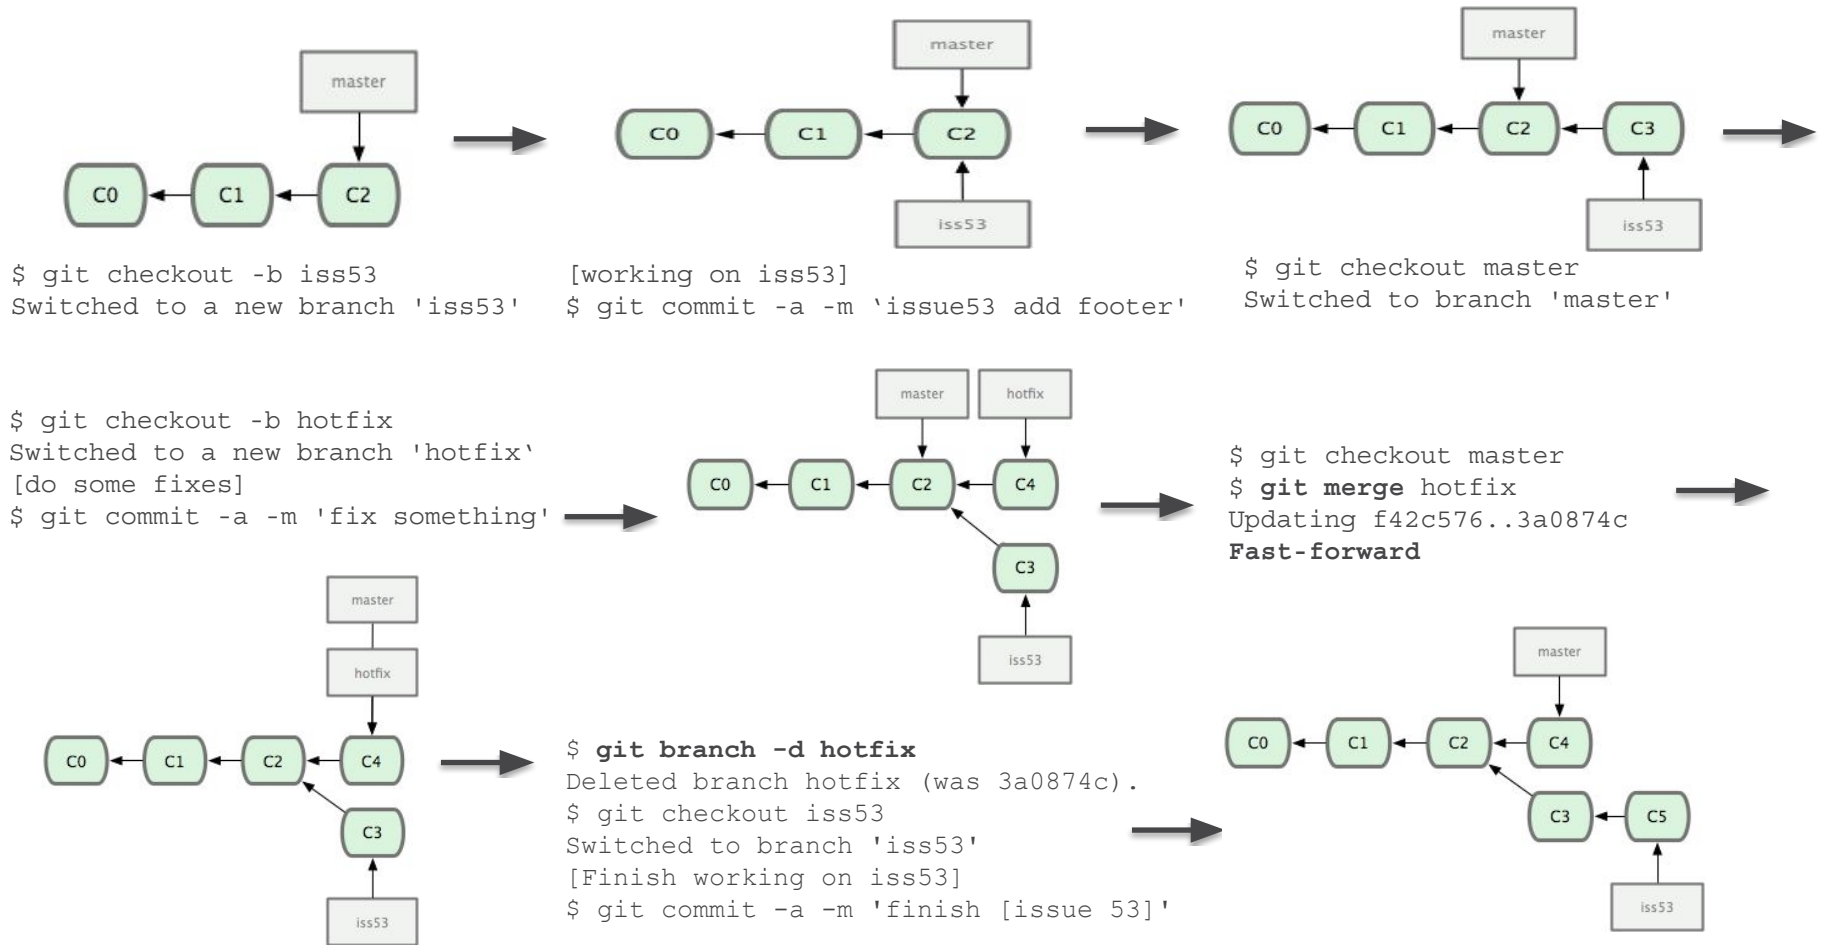 master
C0 C1 C2
$ git checkout -b iss53
Switched to a new branch 'iss53'
master
C0 C1 C2
iss53
[working on iss53]
$ git commit -a -m ‘issue53 add footer'
master
C0 C1 C2 C3
iss53
$ git checkout master
Switched to branch 'master'
$ git checkout -b hotfix
Switched to a new branch 'hotfix‘
[do some fixes]
$ git commit -a -m 'fix something'
master hotfix
C0 C1 C2 C4
C3
iss53
$ git checkout master
$ git merge hotfix
Updating f42c576..3a0874c
Fast-forward
master
hotfix
C0 C1 C2 C4
C3
iss53
$ git branch -d hotfix
Deleted branch hotfix (was 3a0874c).
$ git checkout iss53
Switched to branch 'iss53'
[Finish working on iss53]
$ git commit –a –m 'finish [issue 53]'
master
C0 C1 C2 C4
C3 C5
iss53